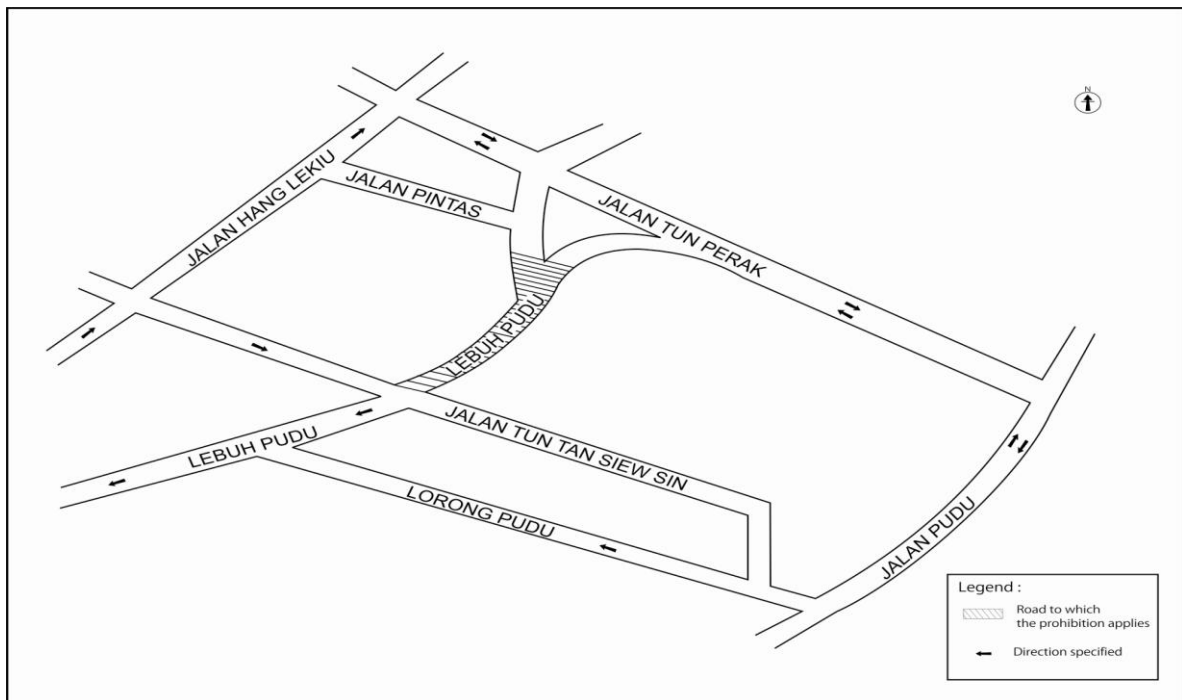 N
JALAN HANG LEKIU
JALAN PINTAS
JALAN TUN PERAK
LEBUH PUDU
JALAN TUN TAN SIEW SIN
LEBUH PUDU
LORONG PUDU
JALAN PUDU
Legend :
Road to which
the prohibition applies
Direction specified